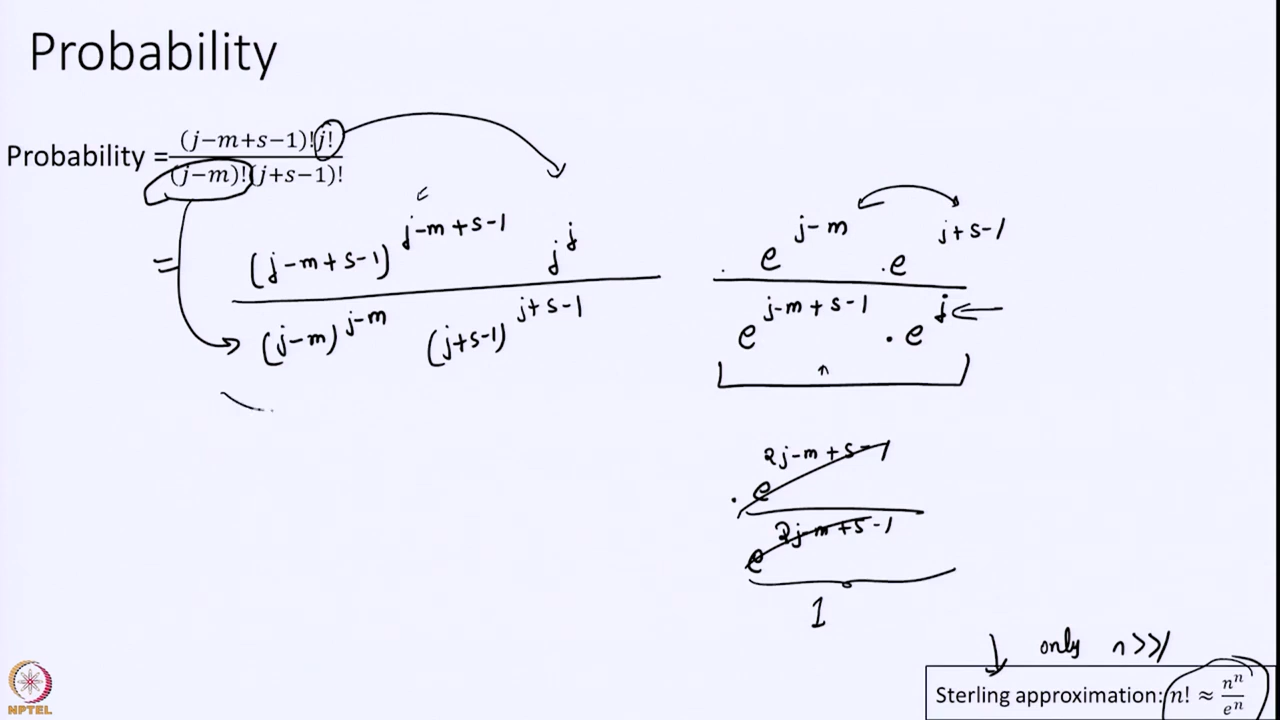 Probability
Probability = (j−m+s−1)!j! / (j−m)!(j+s−1)!
= (j-m+s-1)^(j-m+s-1) j^j / (j-m)^(j-m) (j+s-1)^(j+s-1) · e^(j-m) · e^(j+s-1) / e^(j-m+s-1) · e^j
· e^(2j-m+s-1) / e^(2j-m+s-1)
1
only n>>1
Sterling approximation: n! ≈ n^n / e^n
NPTEL